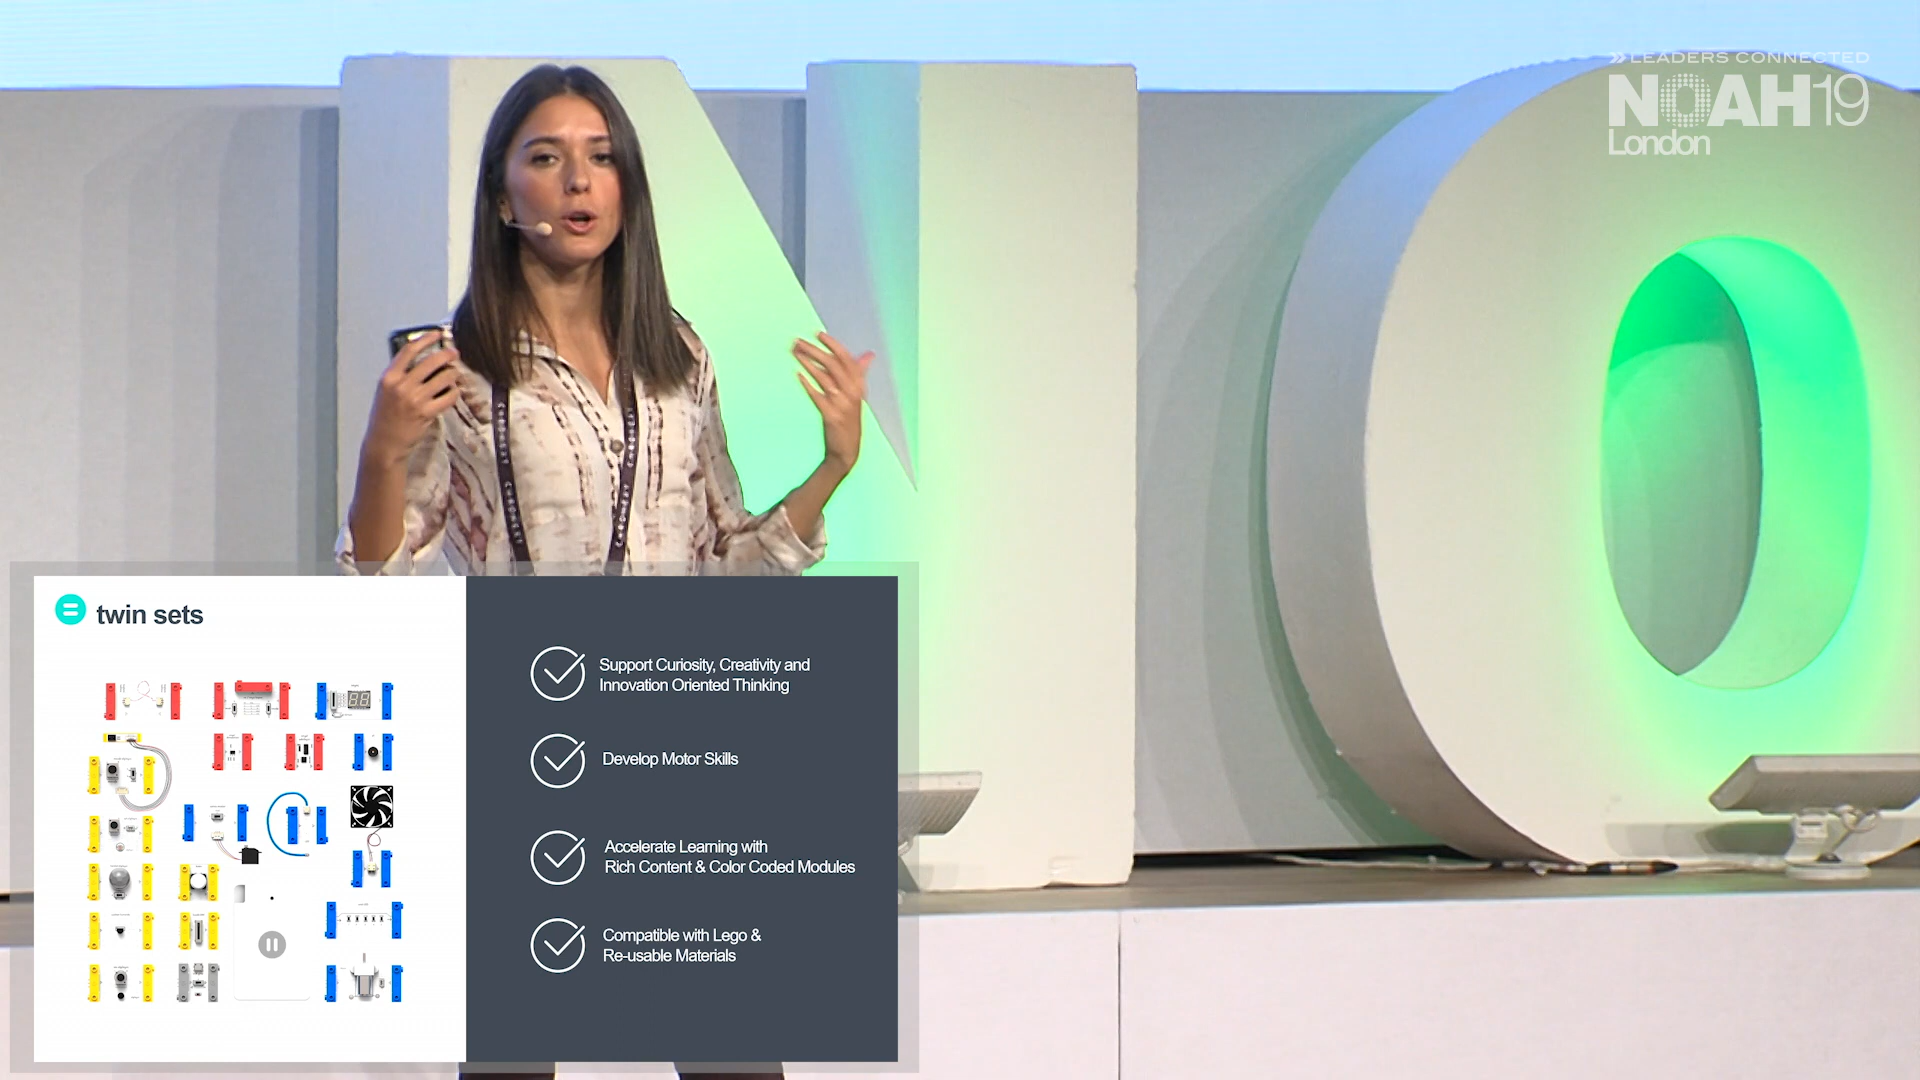 LEADERS CONNECTED
NOAH19
London
twin sets
Support Curiosity, Creativity and
Innovation Oriented Thinking
Develop Motor Skills
Accelerate Learning with
Rich Content & Color Coded Modules
Compatible with Lego &
Re-usable Materials